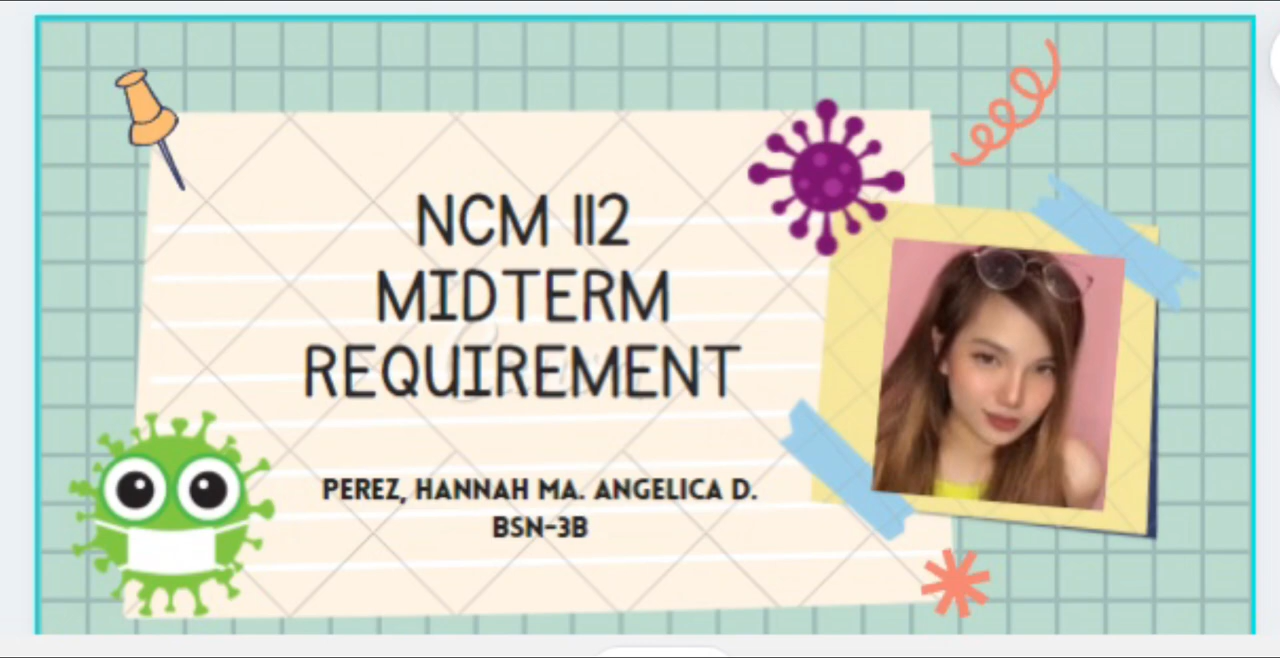 NCM 112
MIDTERM
REQUIREMENT
PEREZ, HANNAH MA. ANGELICA D.
BSN-3B